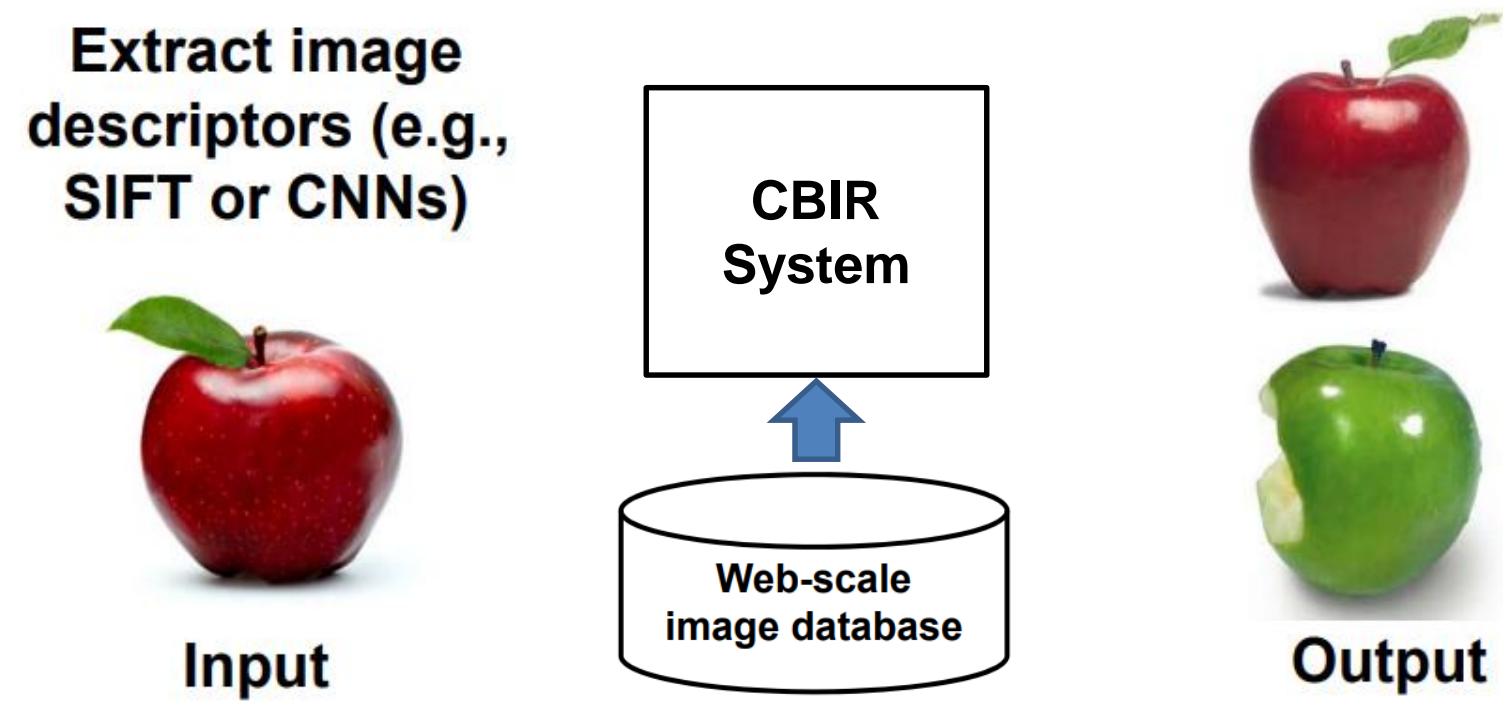 Extract image
descriptors (e.g.,
SIFT or CNNs)
Input
CBIR
System
Web-scale
image database
Output